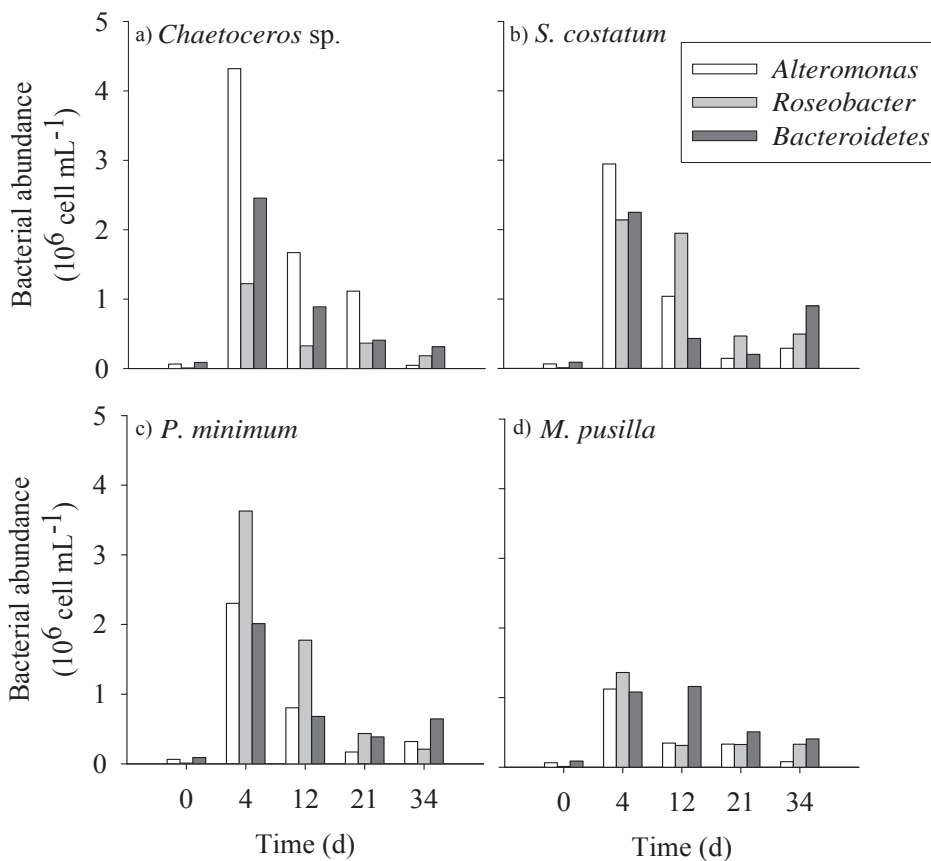 a) Chaetoceros sp.
b) S. costatum
Alteromonas
Roseobacter
Bacteroidetes
Bacterial abundance
(10^6 cell mL^-1)
5
4
3
2
1
0
c) P. minimum
d) M. pusilla
Bacterial abundance
(10^6 cell mL^-1)
5
4
3
2
1
0
0 4 12 21 34
0 4 12 21 34
Time (d)
Time (d)